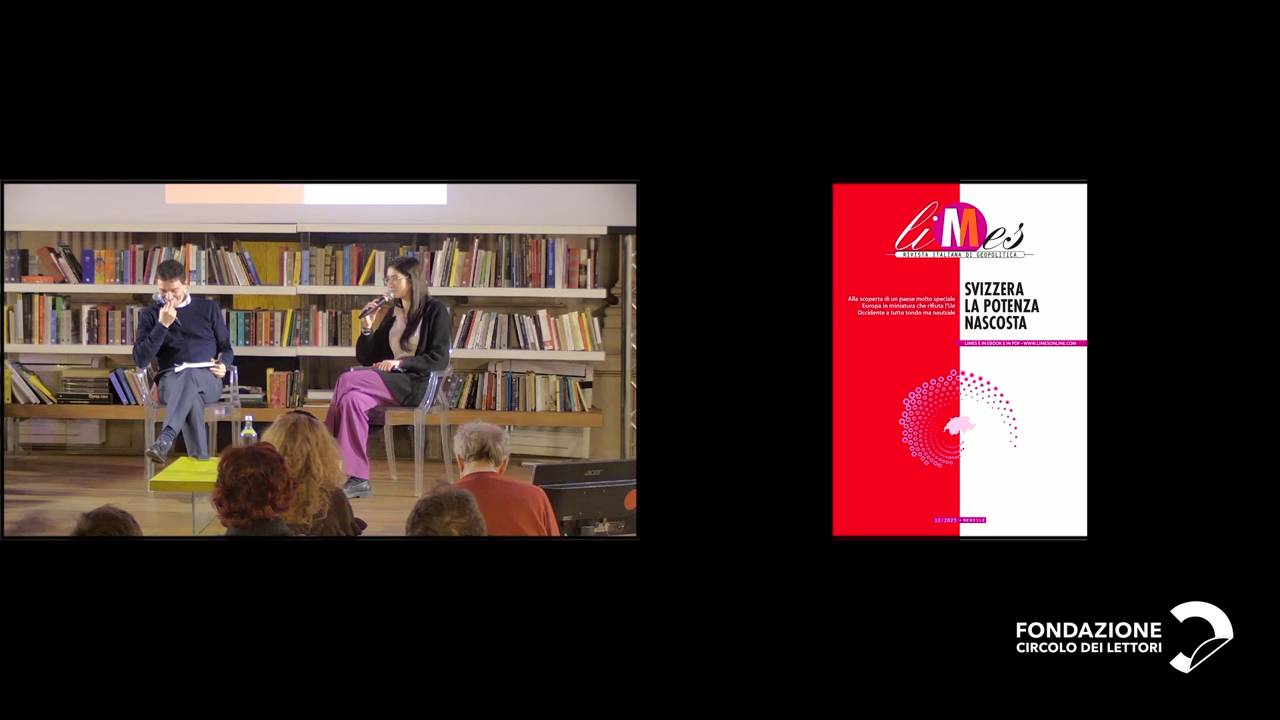 liMes
RIVISTA ITALIANA DI GEOPOLITICA
Alla scoperta di un paese molto speciale
Europa in miniatura che rifiuta l'Ue
Occidente a tutto tondo ma neutrale
SVIZZERA
LA POTENZA
NASCOSTA
LIMES È IN EBOOK E IN PDF • WWW.LIMESONLINE.COM
12/2023 • MENSILE
acer
FONDAZIONE
CIRCOLO DEI LETTORI